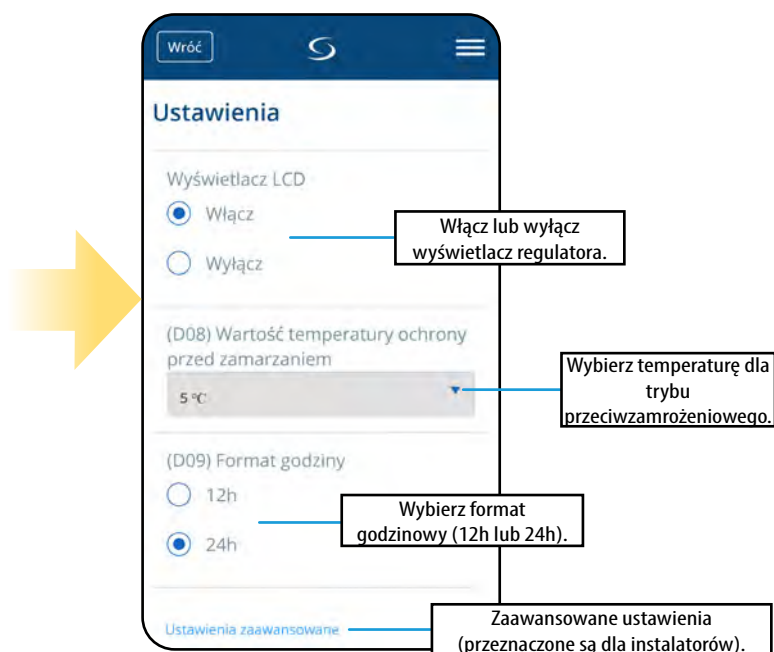 Wróć
Ustawienia
Wyświetlacz LCD
Włącz
Wyłącz
Włącz lub wyłącz
wyświetlacz regulatora.
(D08) Wartość temperatury ochrony
przed zamarzaniem
5 °C
Wybierz temperaturę dla
trybu
przeciwzamrożeniowego.
(D09) Format godziny
12h
24h
Wybierz format
godzinowy (12h lub 24h).
Ustawienia zaawansowane
Zaawansowane ustawienia
(przeznaczone są dla instalatorów).